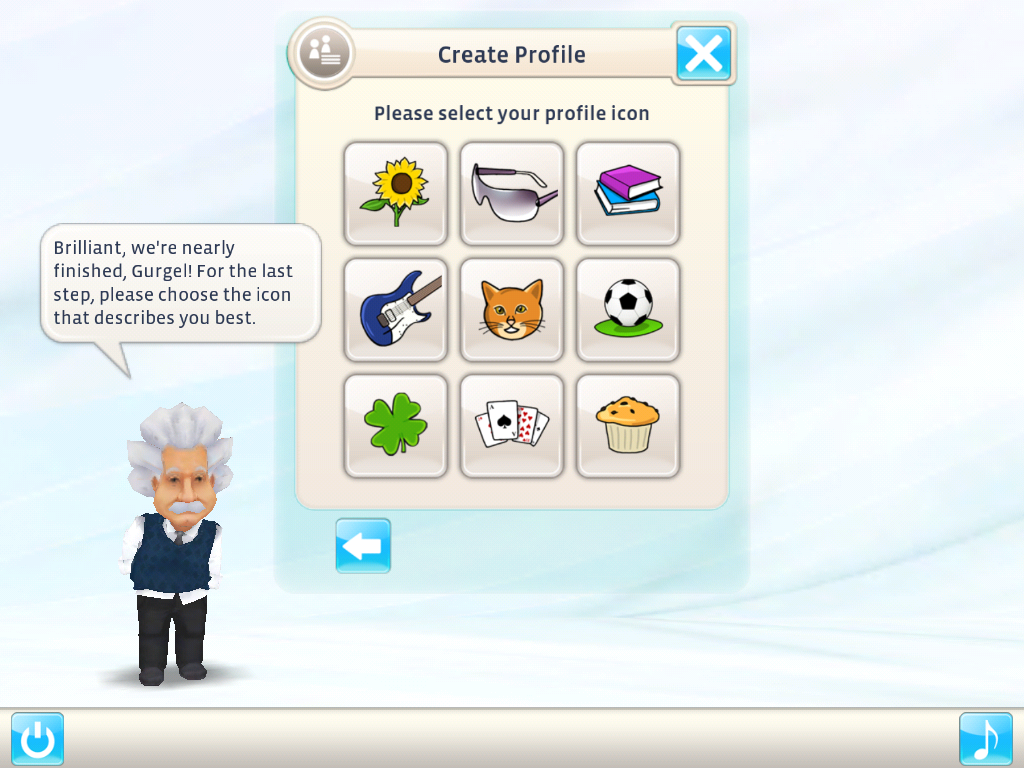 Create Profile
Please select your profile icon
Brilliant, we're nearly
finished, Gurgel! For the last
step, please choose the icon
that describes you best.